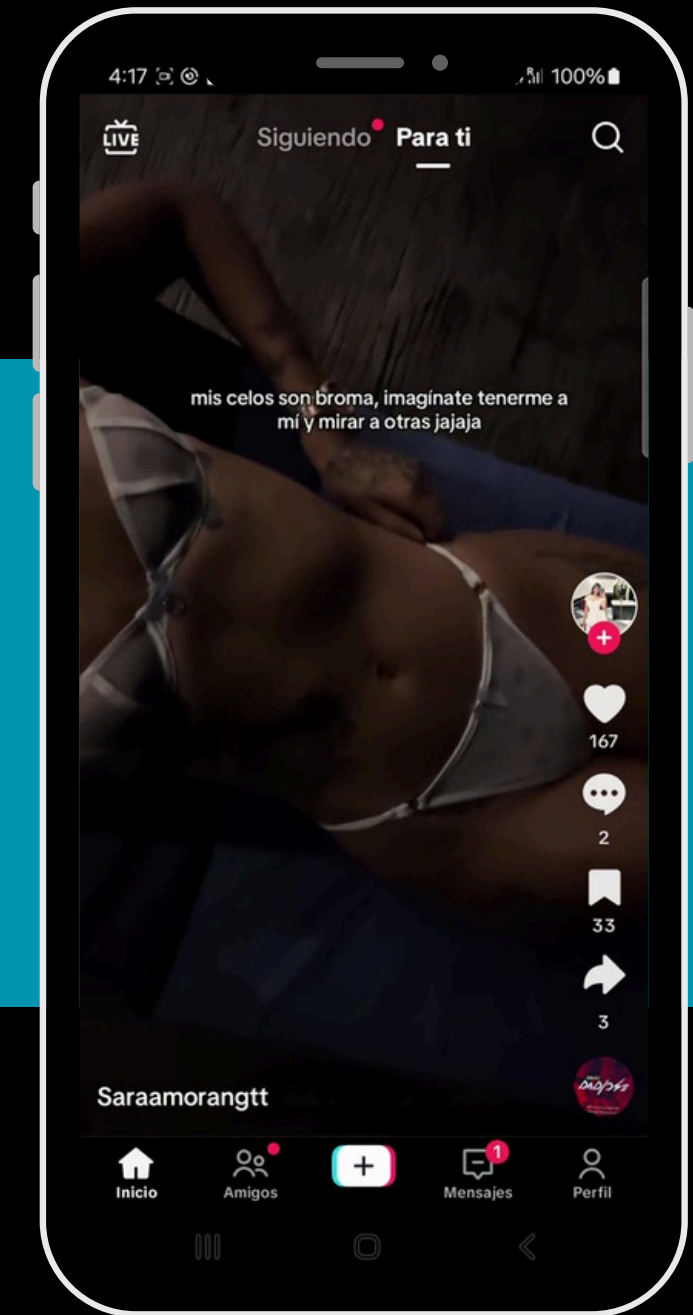 4:17
100%
LIVE
Siguiendo
Para ti
mis celos son broma, imagínate tenerme a
mí y mirar a otras jajaja
167
2
33
3
Saraamorangtt
1
Inicio
Amigos
Mensajes
Perfil